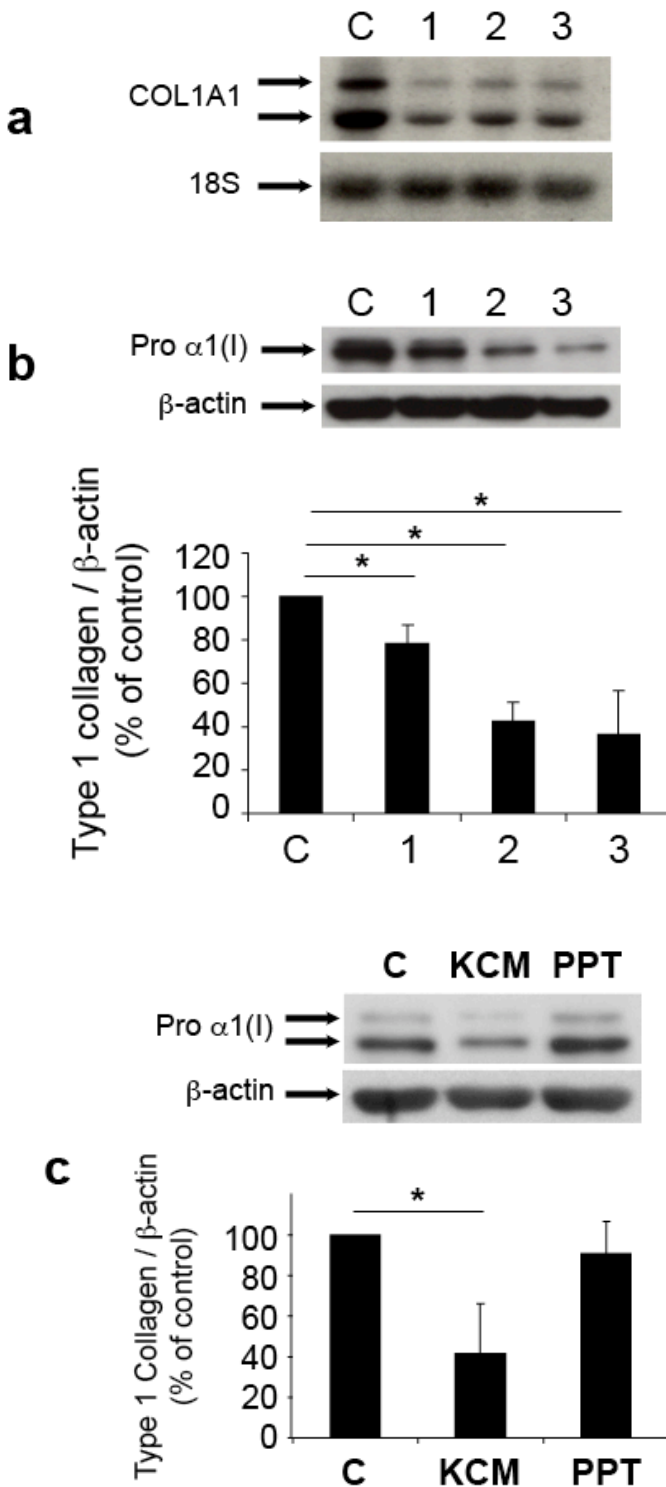 C 1 2 3
COL1A1
a
18S
C 1 2 3
Pro α1(I)
b
β-actin
Type 1 collagen / β-actin
(% of control)
*
*
*
120
100
80
60
40
20
0
C 1 2 3
C KCM PPT
Pro α1(I)
β-actin
c
Type 1 Collagen / β-actin
(% of control)
*
100
80
60
40
20
0
C KCM PPT